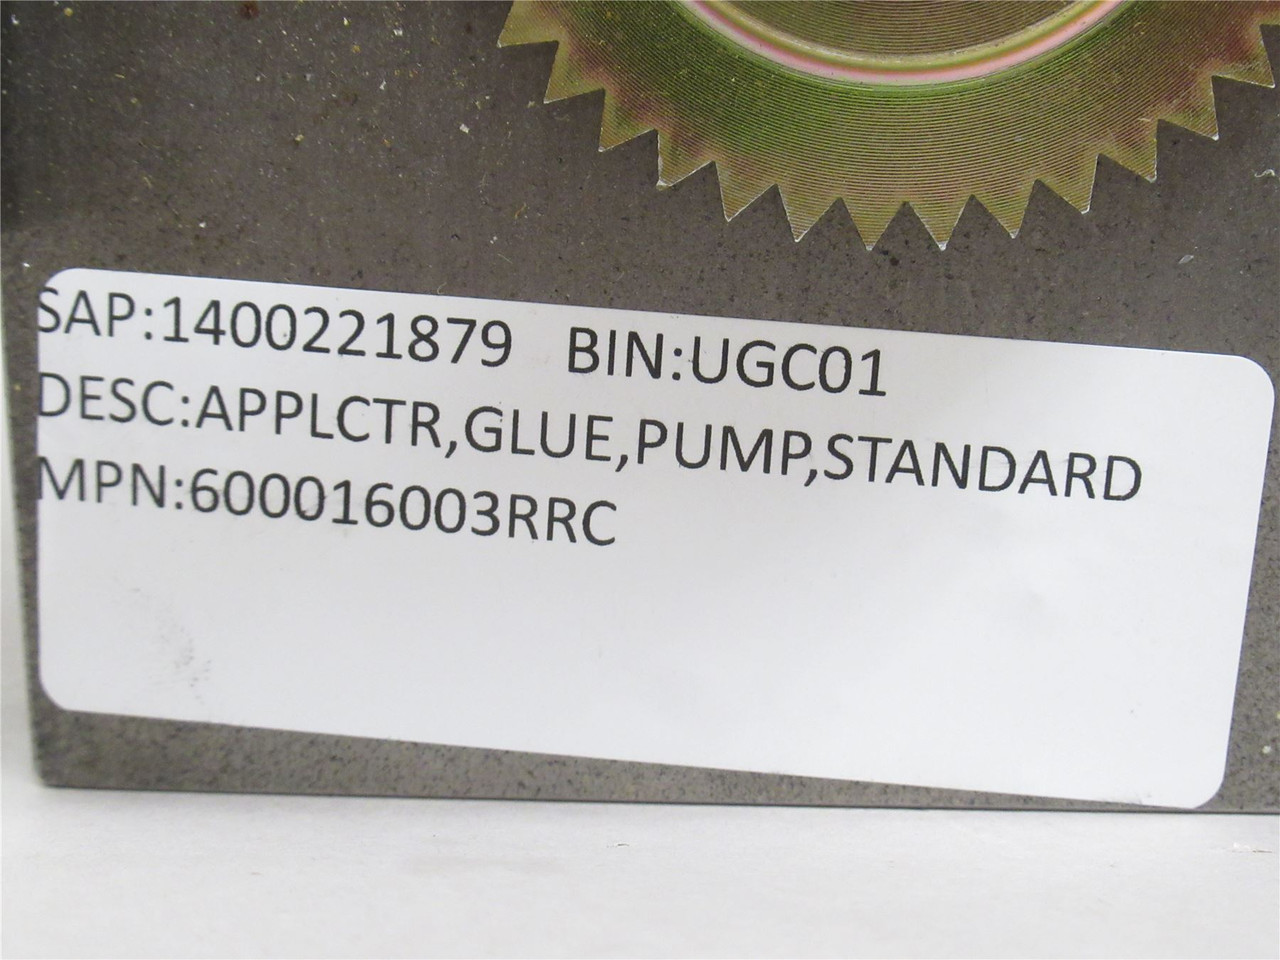 SAP:1400221879 BIN:UGC01
DESC:APPLCTR,GLUE,PUMP,STANDARD
MPN:600016003RRC